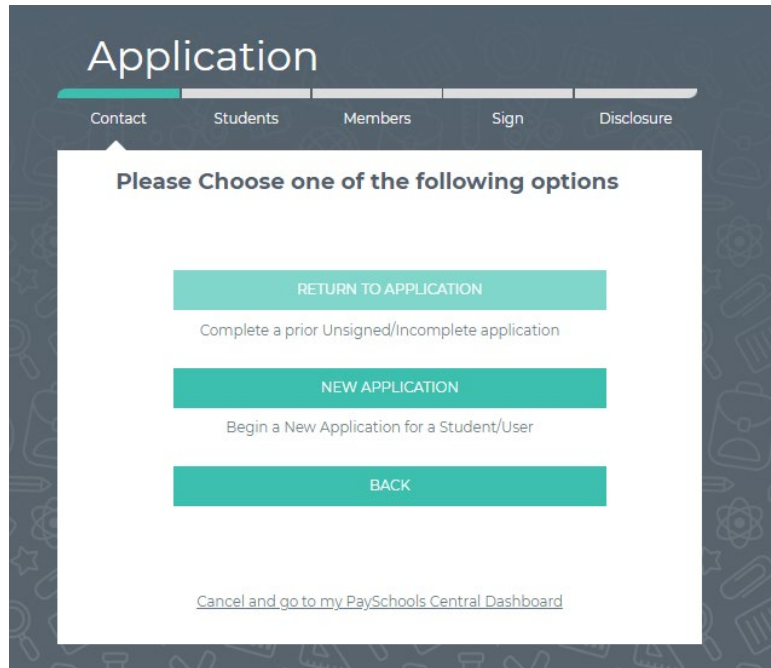 Application
Contact Students Members Sign Disclosure
Please Choose one of the following options
RETURN TO APPLICATION
Complete a prior Unsigned/Incomplete application
NEW APPLICATION
Begin a New Application for a Student/User
BACK
Cancel and go to my PaySchools Central Dashboard